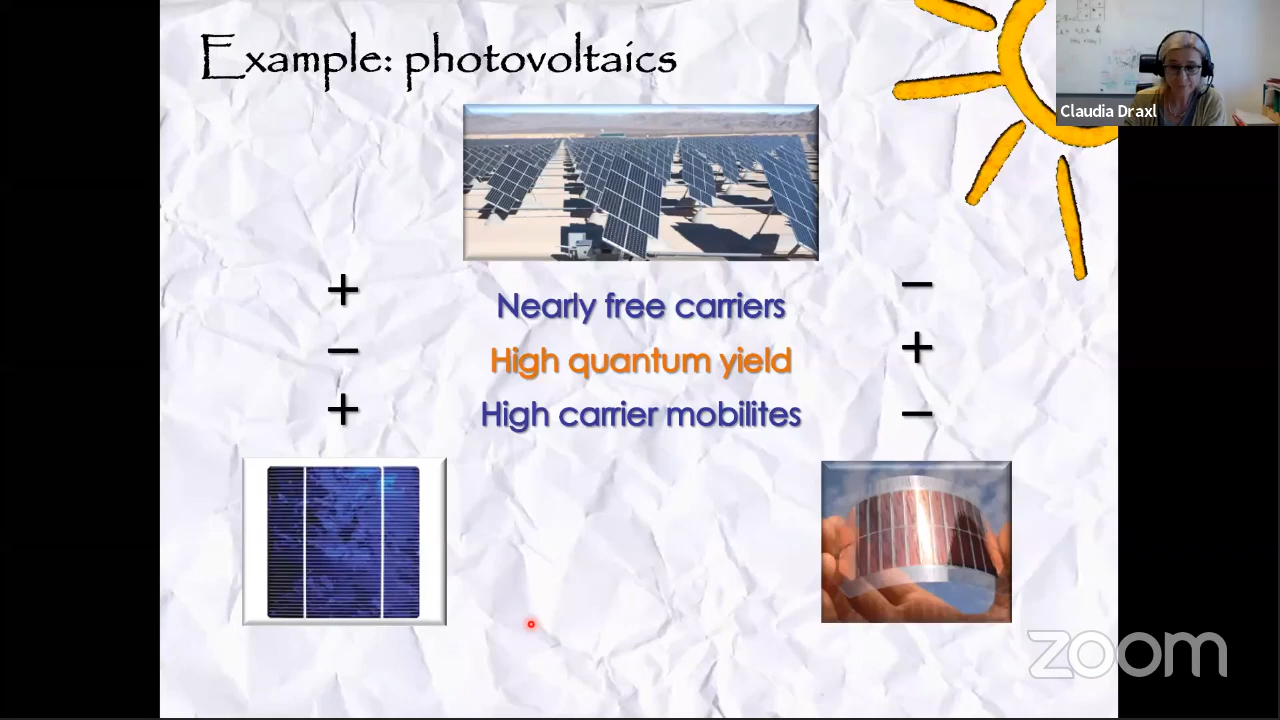 Example: photovoltaics
Claudia Draxl
+ Nearly free carriers –
– High quantum yield +
+ High carrier mobilites –
zoom